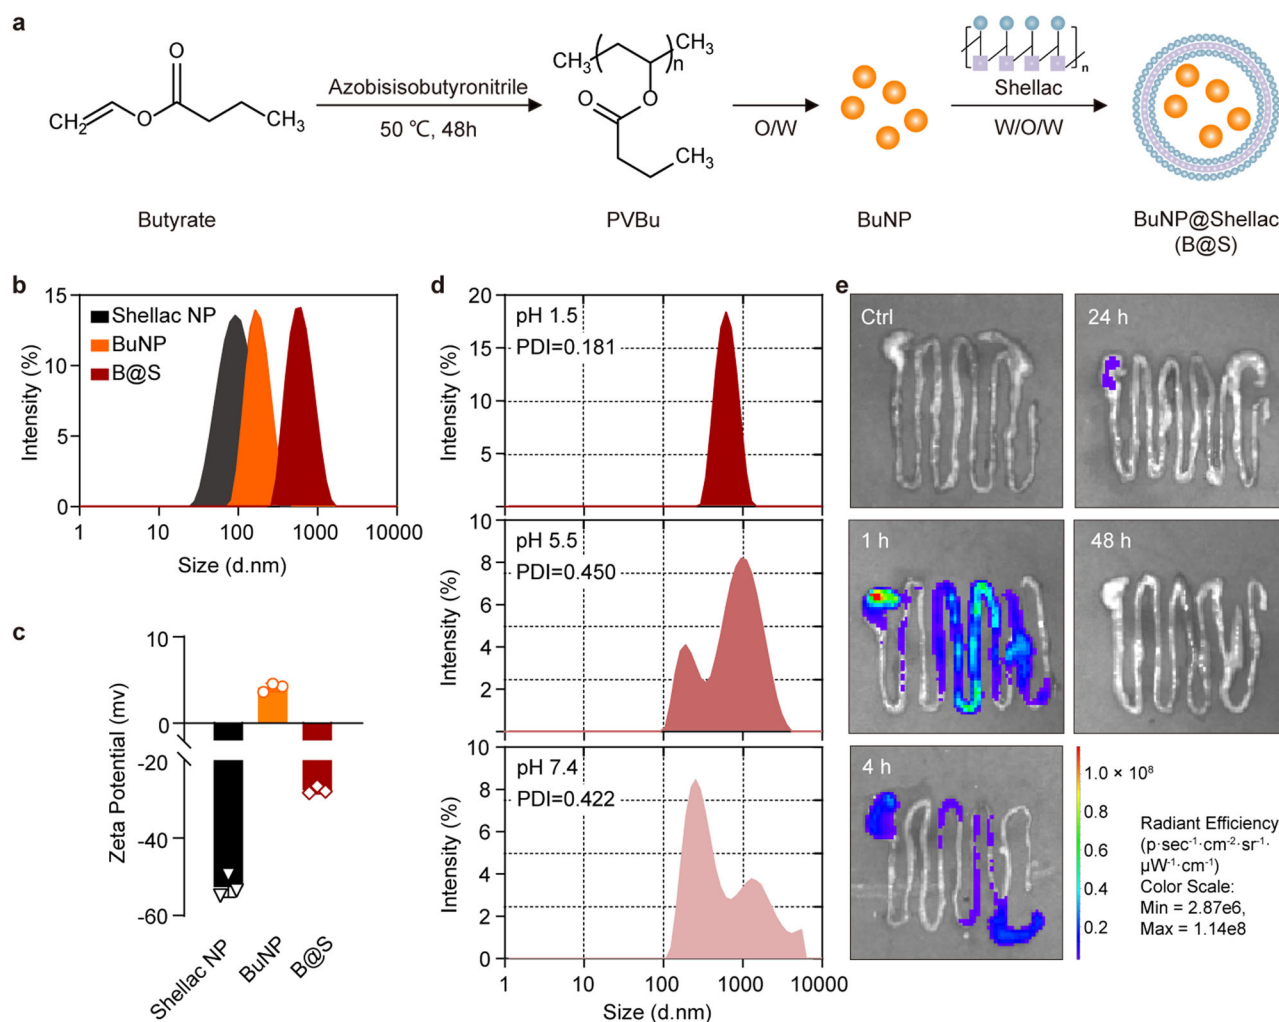 a
O
CH2
O
CH3
Azobisisobutyronitrile
50 ℃, 48h
CH3
CH3
n
O
O
CH3
O/W
n
Shellac
W/O/W
Butyrate
PVBu
BuNP
BuNP@Shellac
(B@S)
b
15
10
5
0
Intensity (%)
Shellac NP
BuNP
B@S
1
10
100
1000
10000
Size (d.nm)
c
10
0
-20
-40
-60
Zeta Potential (mv)
Shellac NP
BuNP
B@S
d
20
15
10
5
Intensity (%)
pH 1.5
PDI=0.181
10
8
6
4
2
Intensity (%)
pH 5.5
PDI=0.450
10
8
6
4
2
0
Intensity (%)
pH 7.4
PDI=0.422
1
10
100
1000
10000
Size (d.nm)
e
Ctrl
24 h
1 h
48 h
4 h
1.0 × 10⁸
0.8
0.6
0.4
0.2
Radiant Efficiency
(p·sec⁻¹·cm⁻²·sr⁻¹·
µW⁻¹·cm⁻¹)
Color Scale:
Min = 2.87e6,
Max = 1.14e8